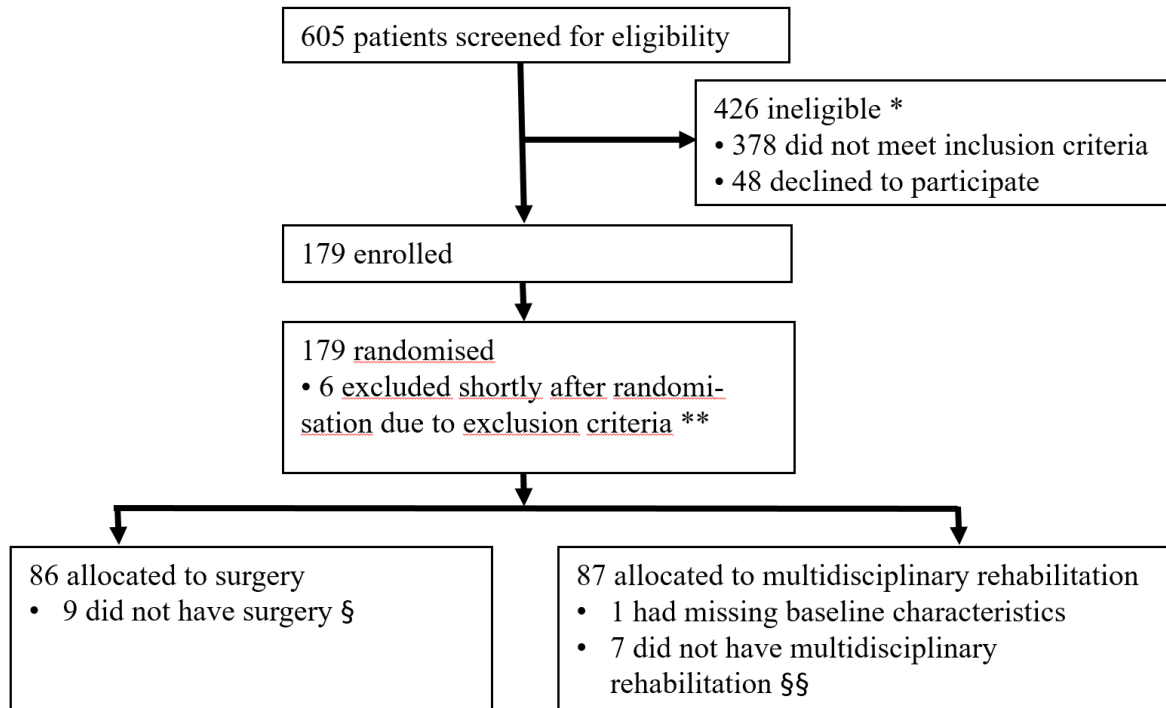 605 patients screened for eligibility
426 ineligible *
• 378 did not meet inclusion criteria
• 48 declined to participate
179 enrolled
179 randomised
• 6 excluded shortly after randomi-
sation due to exclusion criteria **
86 allocated to surgery
• 9 did not have surgery §
87 allocated to multidisciplinary rehabilitation
• 1 had missing baseline characteristics
• 7 did not have multidisciplinary
rehabilitation §§